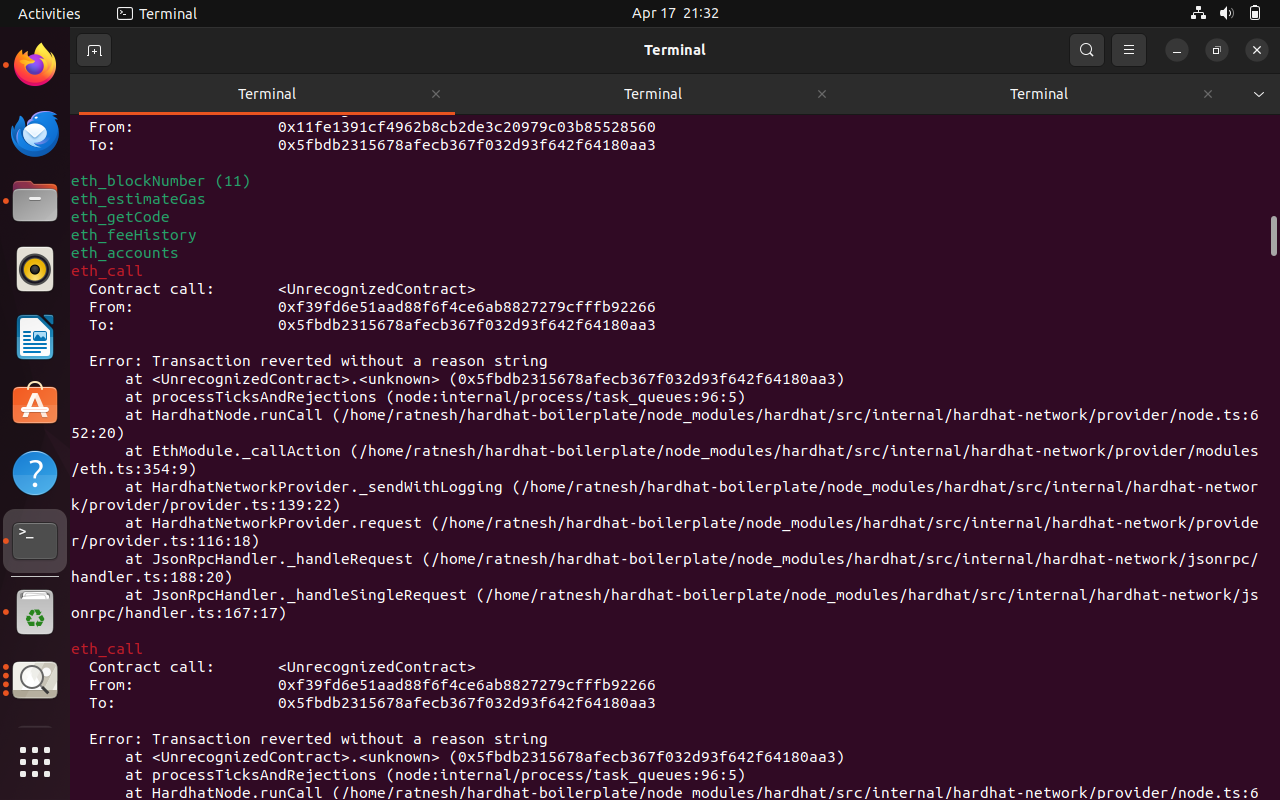 Activities
Terminal
Apr 17 21:32
Terminal
Terminal
Terminal
Terminal
From: 0x11fe1391cf4962b8cb2de3c20979c03b85528560
To: 0x5fbdb2315678afecb367f032d93f642f64180aa3
eth_blockNumber (11)
eth_estimateGas
eth_getCode
eth_feeHistory
eth_accounts
eth_call
Contract call: <UnrecognizedContract>
From: 0xf39fd6e51aad88f6f4ce6ab8827279cfffb92266
To: 0x5fbdb2315678afecb367f032d93f642f64180aa3
Error: Transaction reverted without a reason string
at <UnrecognizedContract>.<unknown> (0x5fbdb2315678afecb367f032d93f642f64180aa3)
at processTicksAndRejections (node:internal/process/task_queues:96:5)
at HardhatNode.runCall (/home/ratnesh/hardhat-boilerplate/node_modules/hardhat/src/internal/hardhat-network/provider/node.ts:6
52:20)
at EthModule._callAction (/home/ratnesh/hardhat-boilerplate/node_modules/hardhat/src/internal/hardhat-network/provider/modules
/eth.ts:354:9)
at HardhatNetworkProvider._sendWithLogging (/home/ratnesh/hardhat-boilerplate/node_modules/hardhat/src/internal/hardhat-networ
k/provider/provider.ts:139:22)
at HardhatNetworkProvider.request (/home/ratnesh/hardhat-boilerplate/node_modules/hardhat/src/internal/hardhat-network/provide
r/provider.ts:116:18)
at JsonRpcHandler._handleRequest (/home/ratnesh/hardhat-boilerplate/node_modules/hardhat/src/internal/hardhat-network/jsonrpc/
handler.ts:188:20)
at JsonRpcHandler._handleSingleRequest (/home/ratnesh/hardhat-boilerplate/node_modules/hardhat/src/internal/hardhat-network/js
onrpc/handler.ts:167:17)
eth_call
Contract call: <UnrecognizedContract>
From: 0xf39fd6e51aad88f6f4ce6ab8827279cfffb92266
To: 0x5fbdb2315678afecb367f032d93f642f64180aa3
Error: Transaction reverted without a reason string
at <UnrecognizedContract>.<unknown> (0x5fbdb2315678afecb367f032d93f642f64180aa3)
at processTicksAndRejections (node:internal/process/task_queues:96:5)
at HardhatNode.runCall (/home/ratnesh/hardhat-boilerplate/node_modules/hardhat/src/internal/hardhat-network/provider/node.ts:6